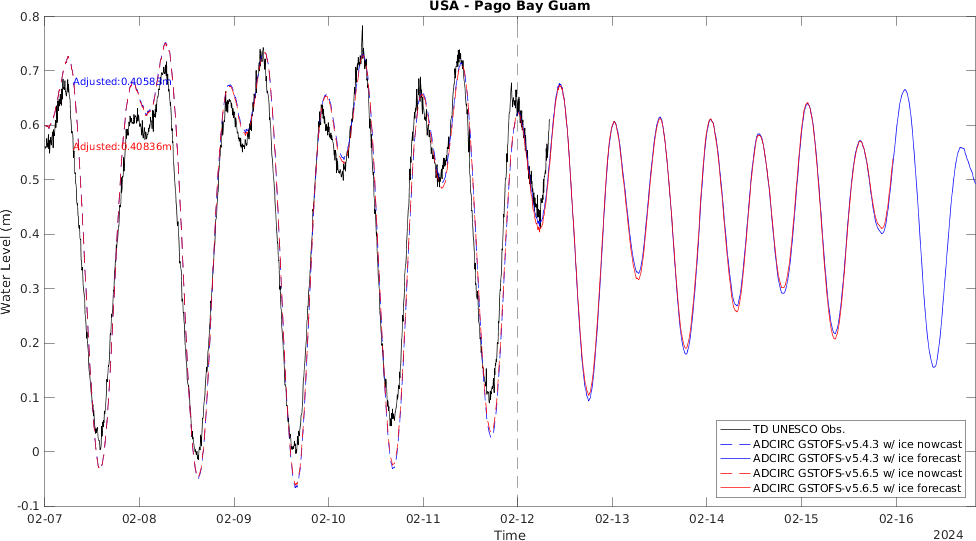 USA - Pago Bay Guam
0.8
0.7
0.6
0.5
0.4
0.3
0.2
0.1
0
-0.1
Water Level (m)
Adjusted:0.40583m
Adjusted:0.40836m
TD UNESCO Obs.
ADCIRC GSTOFS-v5.4.3 w/ ice nowcast
ADCIRC GSTOFS-v5.4.3 w/ ice forecast
ADCIRC GSTOFS-v5.6.5 w/ ice nowcast
ADCIRC GSTOFS-v5.6.5 w/ ice forecast
02-07 02-08 02-09 02-10 02-11 02-12 02-13 02-14 02-15 02-16
Time
2024